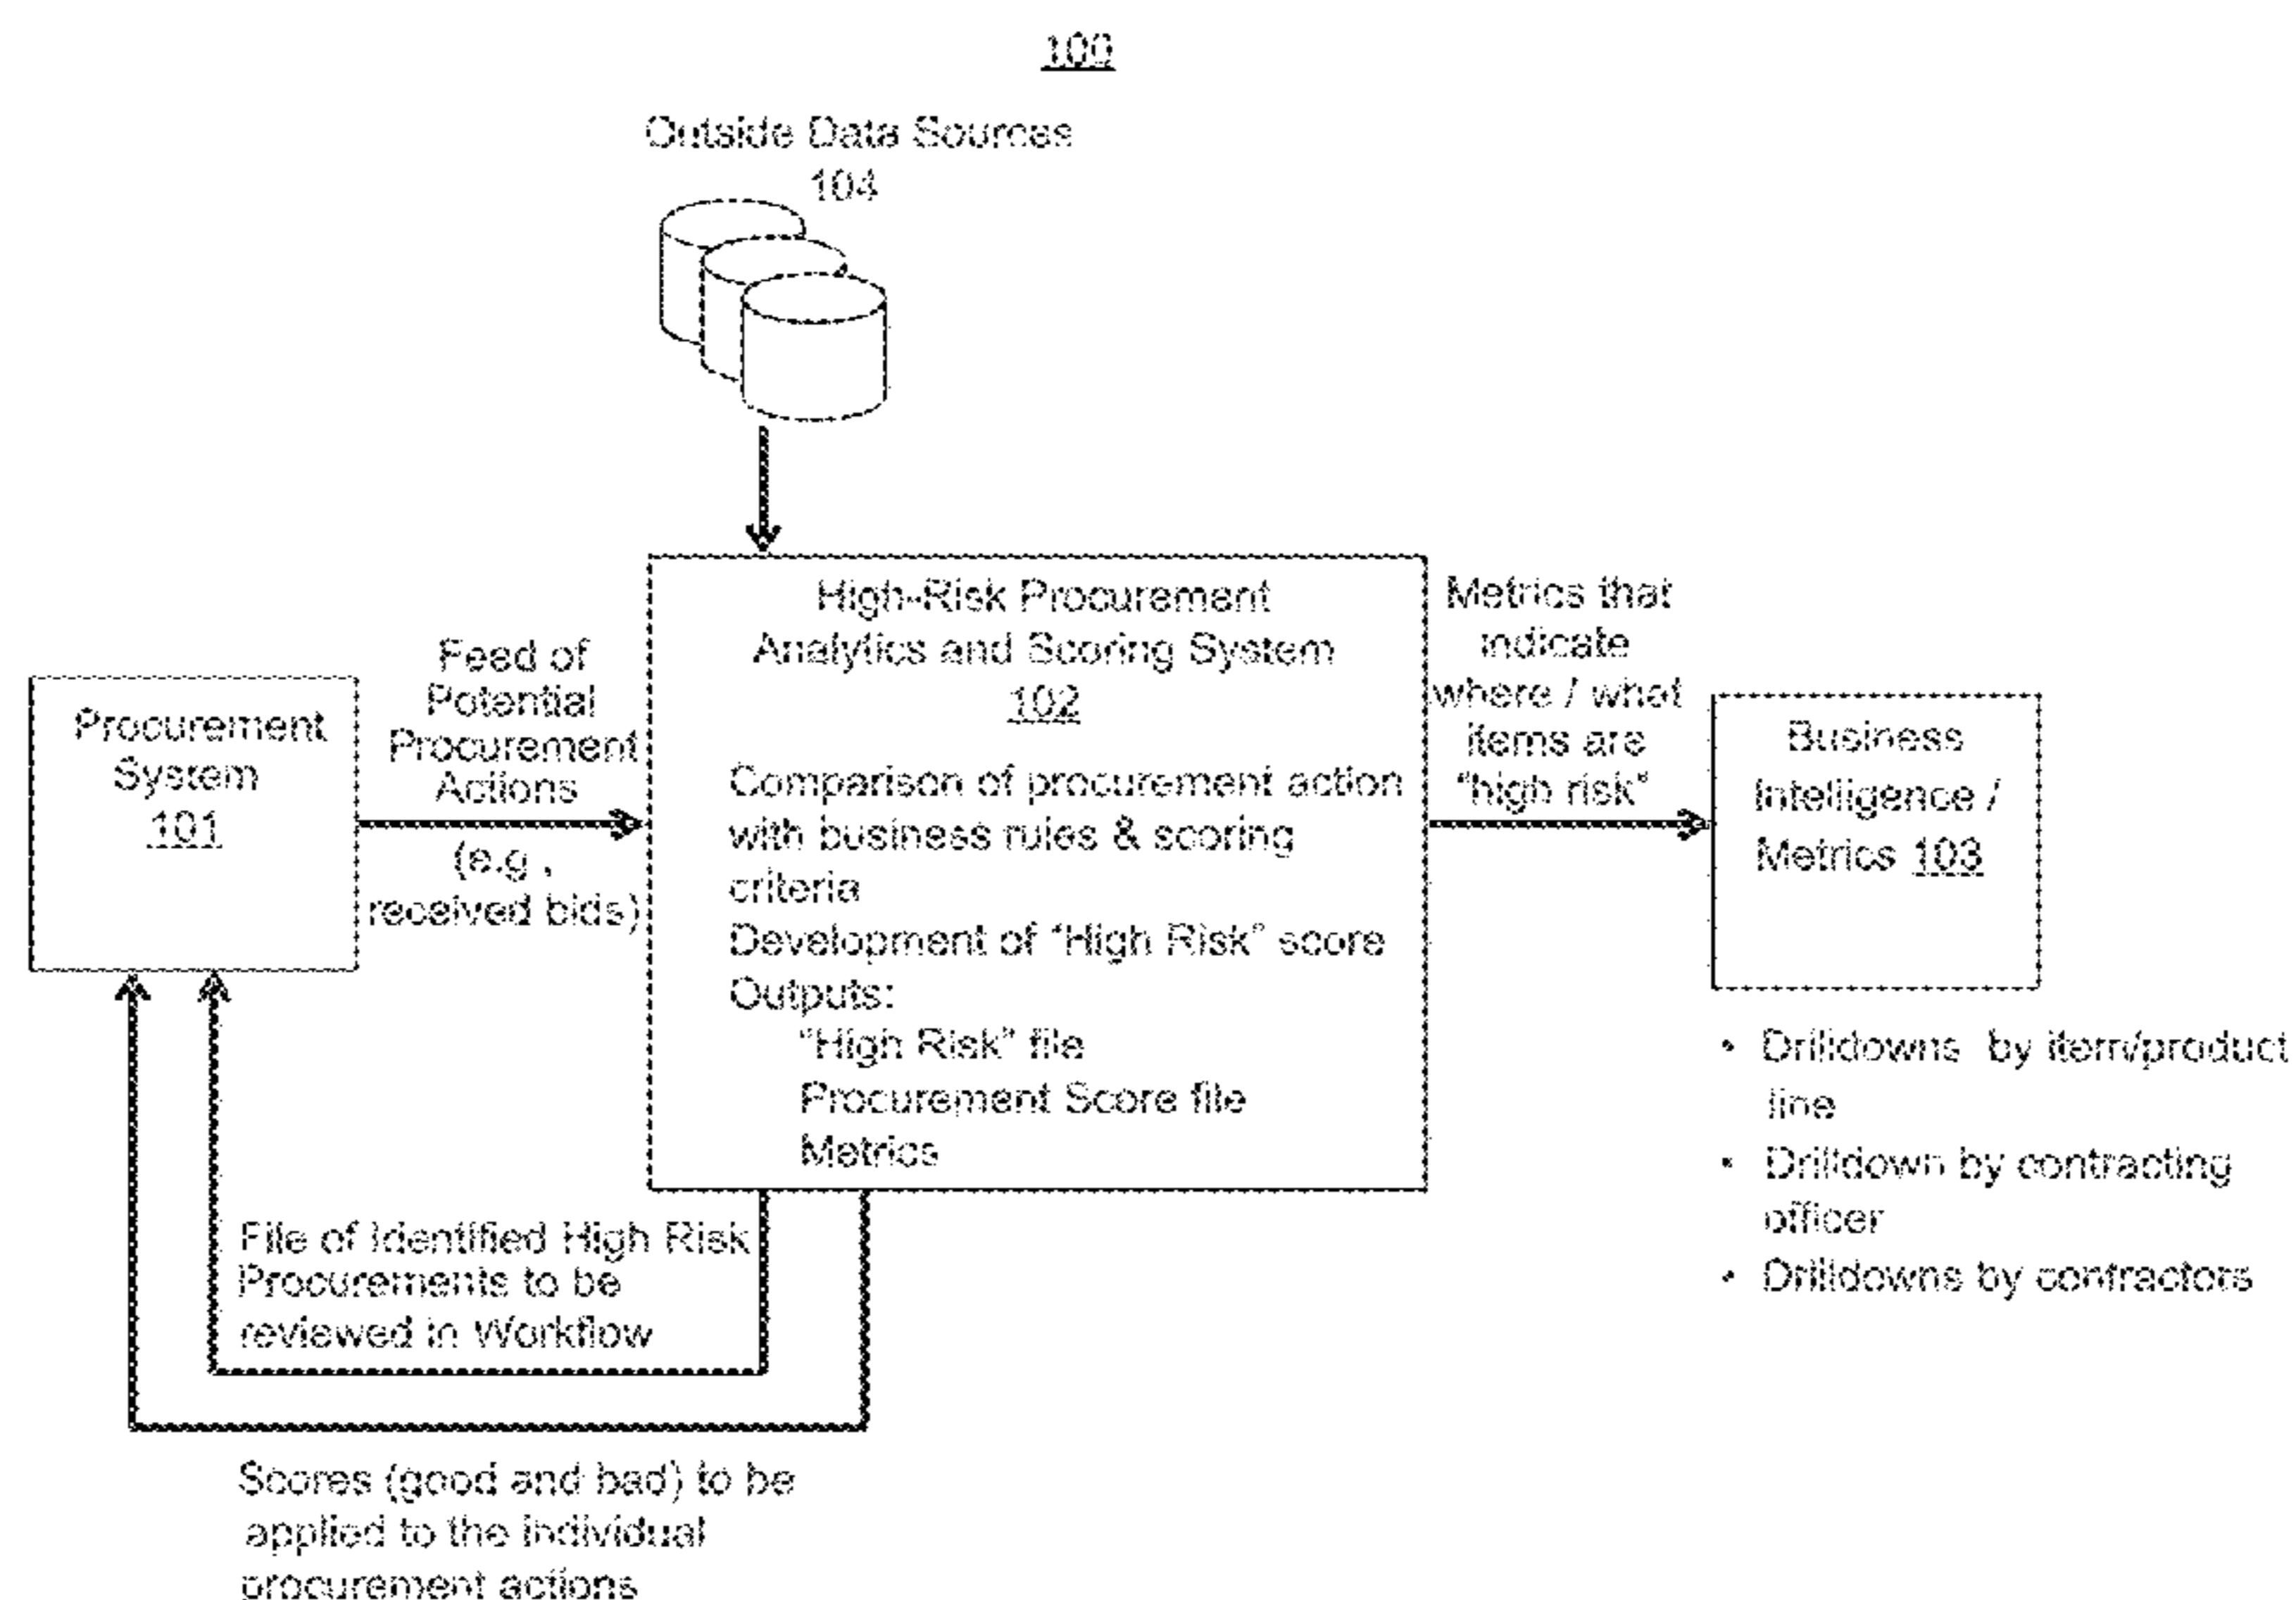 100
Outside Data Sources
104
High-Risk Procurement
Analytics and Scoring System
102
Comparison of procurement action
with business rules & scoring
criteria
Development of "High Risk" score
Outputs:
"High Risk" file
Procurement Score file
Metrics
Procurement
System
101
Feed of
Potential
Procurement
Actions
(e.g.,
received bids)
Metrics that
indicate
where / what
items are
"high risk"
Business
Intelligence /
Metrics 103
• Drilldowns by item/product
line
• Drilldown by contracting
officer
• Drilldowns by contractors
File of Identified High Risk
Procurements to be
reviewed in Workflow
Scores (good and bad) to be
applied to the individual
procurement actions